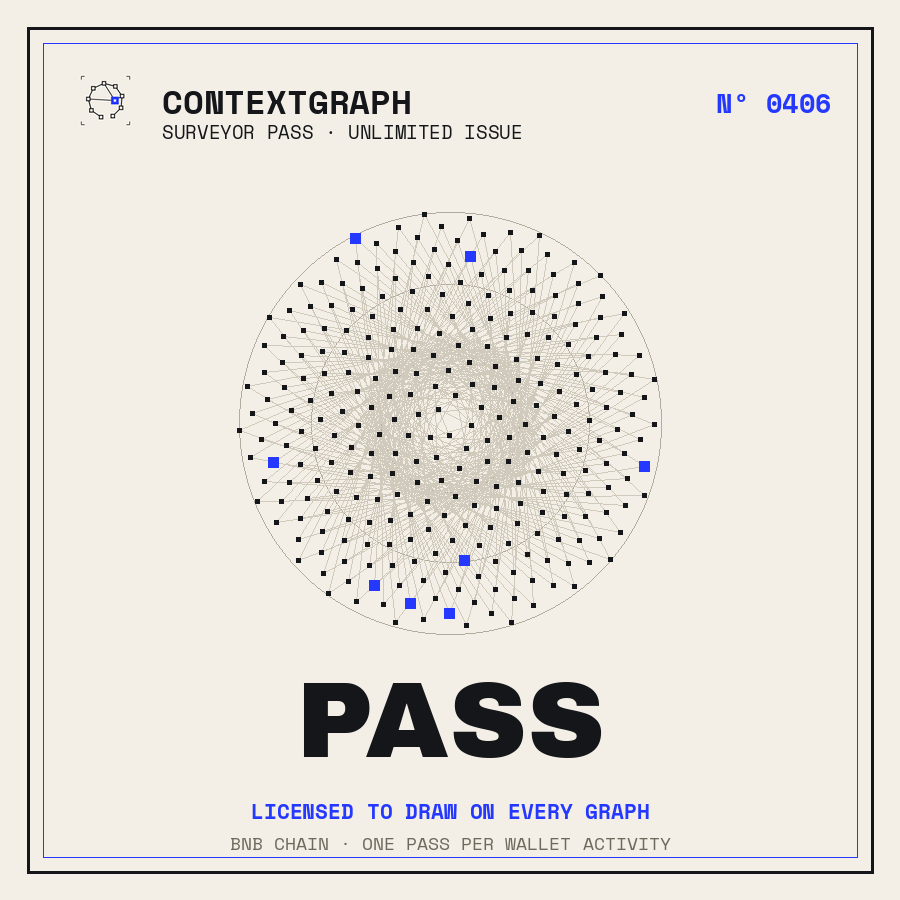 CONTEXTGRAPH
N° 0406
SURVEYOR PASS · UNLIMITED ISSUE
PASS
LICENSED TO DRAW ON EVERY GRAPH
BNB CHAIN · ONE PASS PER WALLET ACTIVITY